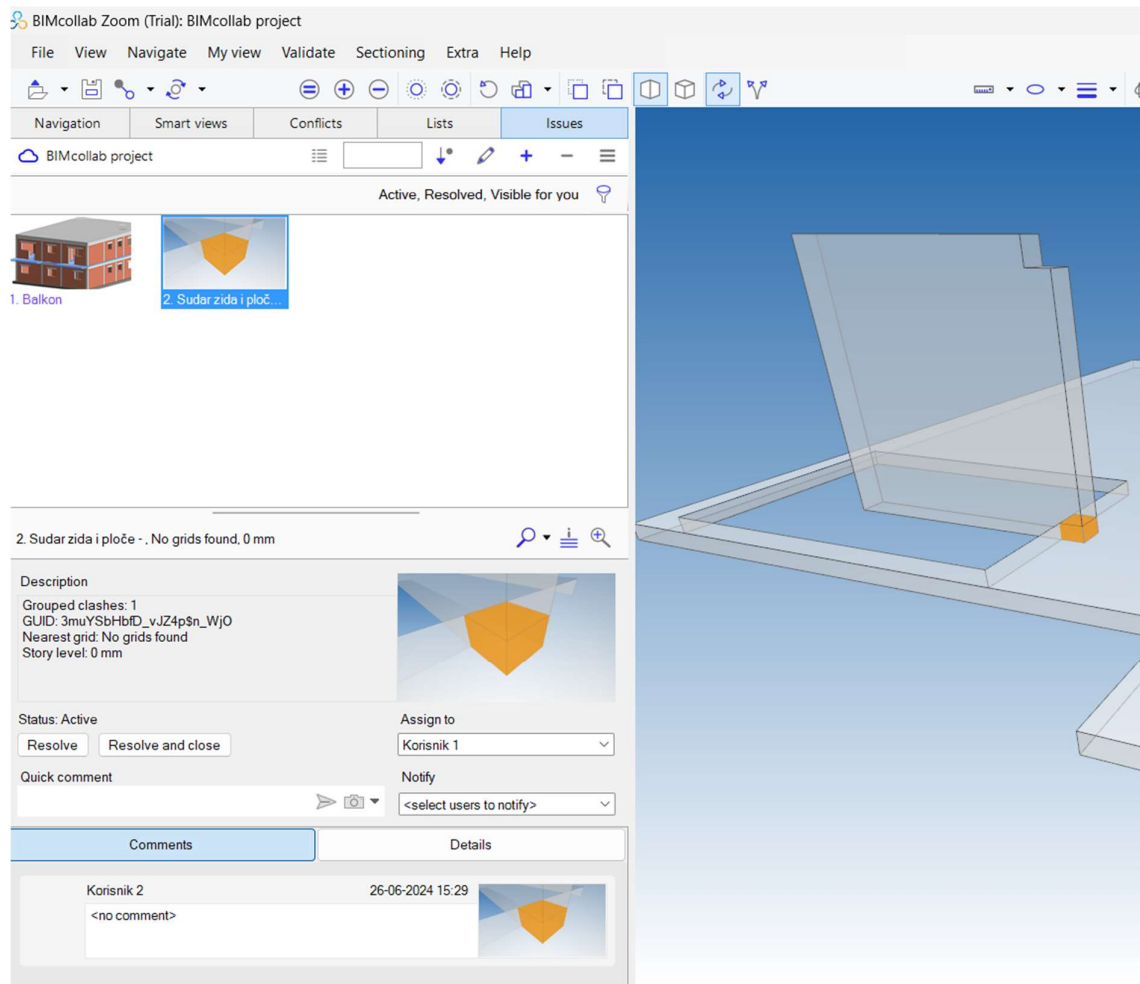 BIMcollab Zoom (Trial): BIMcollab project
File View Navigate My view Validate Sectioning Extra Help
Navigation Smart views Conflicts Lists Issues
BIMcollab project
Active, Resolved, Visible for you
1. Balkon 2. Sudar zida i ploč...
2. Sudar zida i ploče - , No grids found, 0 mm
Description
Grouped clashes: 1
GUID: 3muYSbHbfD_vJZ4p$n_WjO
Nearest grid: No grids found
Story level: 0 mm
Status: Active Assign to
Resolve Resolve and close Korisnik 1
Quick comment Notify
<select users to notify>
Comments Details
Korisnik 2 26-06-2024 15:29
<no comment>